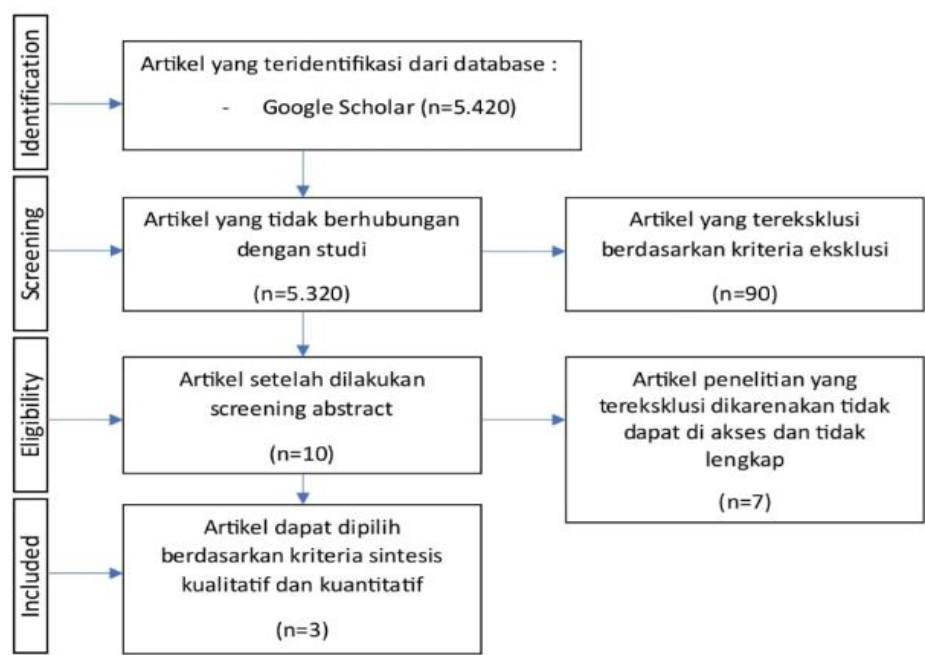 Identification
Artikel yang teridentifikasi dari database :
- Google Scholar (n=5.420)
Screening
Artikel yang tidak berhubungan
dengan studi
(n=5.320)
Artikel yang tereksklusi
berdasarkan kriteria eksklusi
(n=90)
Eligibility
Artikel setelah dilakukan
screening abstract
(n=10)
Artikel penelitian yang
tereksklusi dikarenakan tidak
dapat di akses dan tidak
lengkap
(n=7)
Included
Artikel dapat dipilih
berdasarkan kriteria sintesis
kualitatif dan kuantitatif
(n=3)